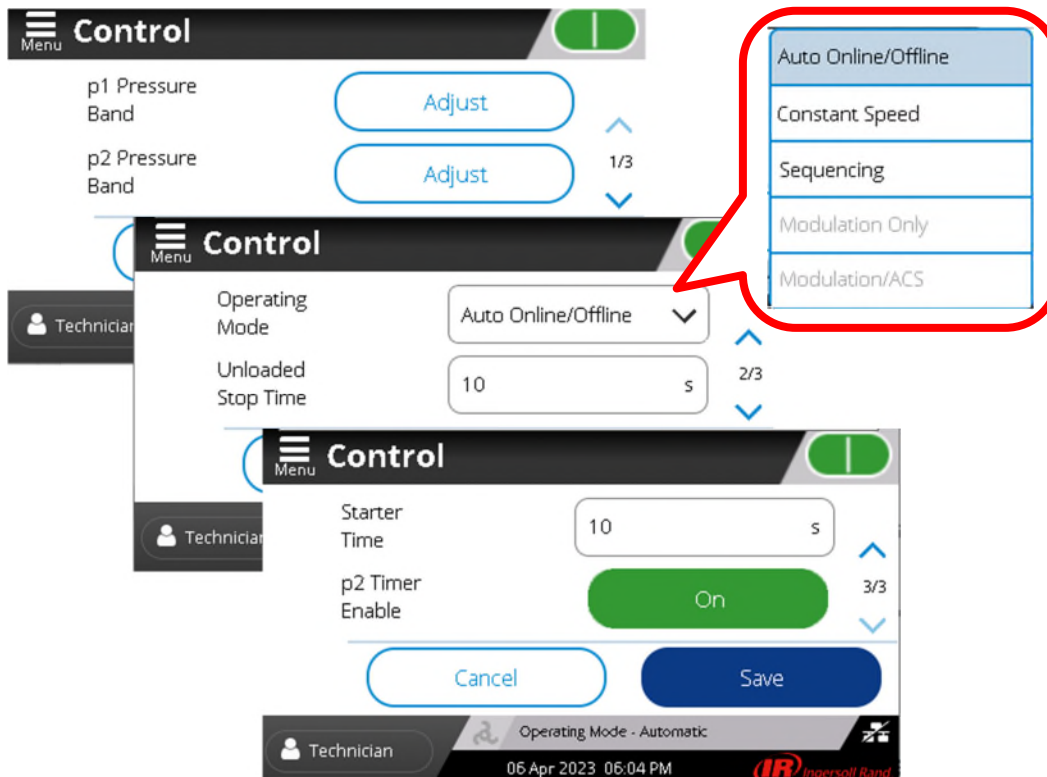 Menu Control
p1 Pressure
Band
Adjust
p2 Pressure
Band
Adjust
1/3
Technician
Menu Control
Operating
Mode
Auto Online/Offline
Unloaded
Stop Time
10 s
2/3
Technician
Auto Online/Offline
Constant Speed
Sequencing
Modulation Only
Modulation/ACS
Menu Control
Starter
Time
10 s
p2 Timer
Enable
On
3/3
Cancel
Save
Technician
Operating Mode - Automatic
06 Apr 2023 06:04 PM
IR Ingersoll Rand